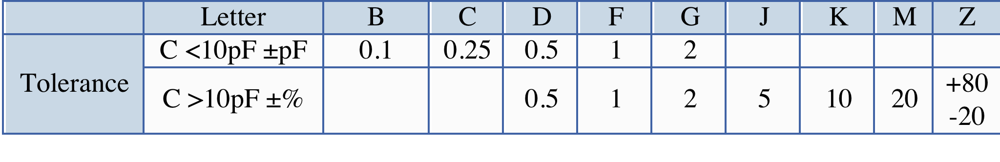 Letter B C D F G J K M Z
Tolerance
C <10pF ±pF 0.1 0.25 0.5 1 2
C >10pF ±% 0.5 1 2 5 10 20 +80
-20